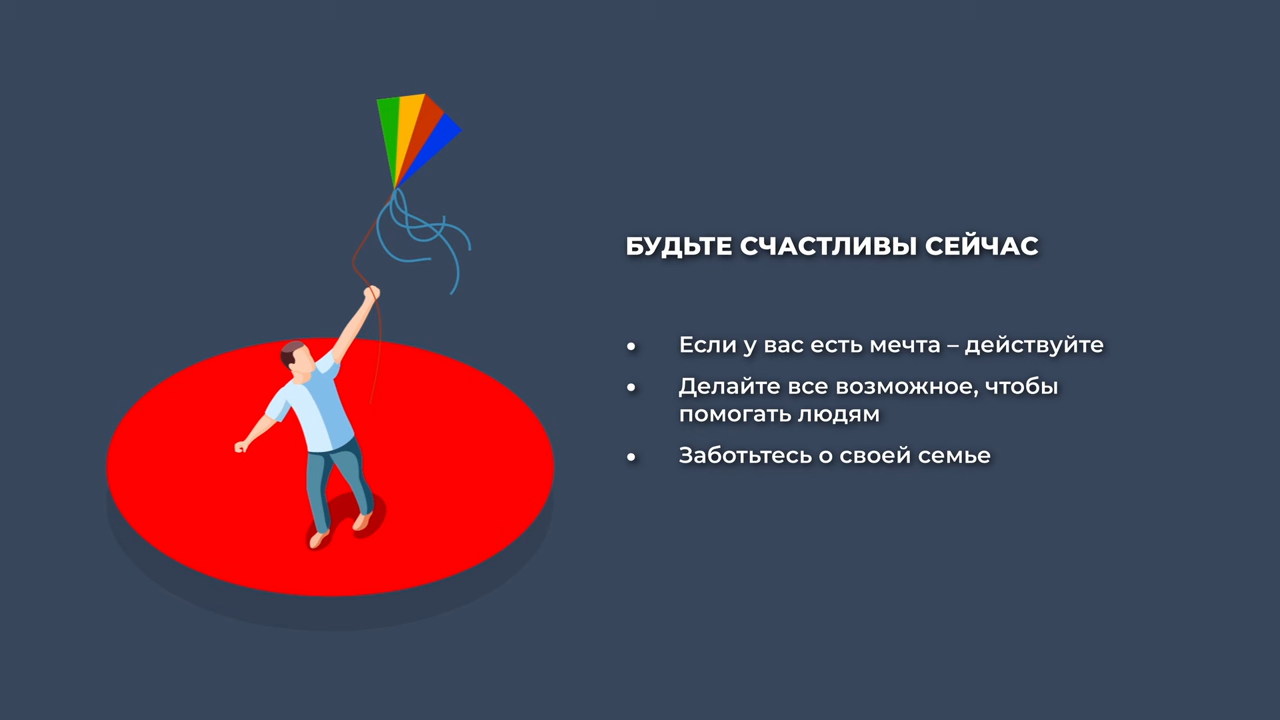 БУДЬТЕ СЧАСТЛИВЫ СЕЙЧАС
• Если у вас есть мечта – действуйте
• Делайте все возможное, чтобы
помогать людям
• Заботьтесь о своей семье